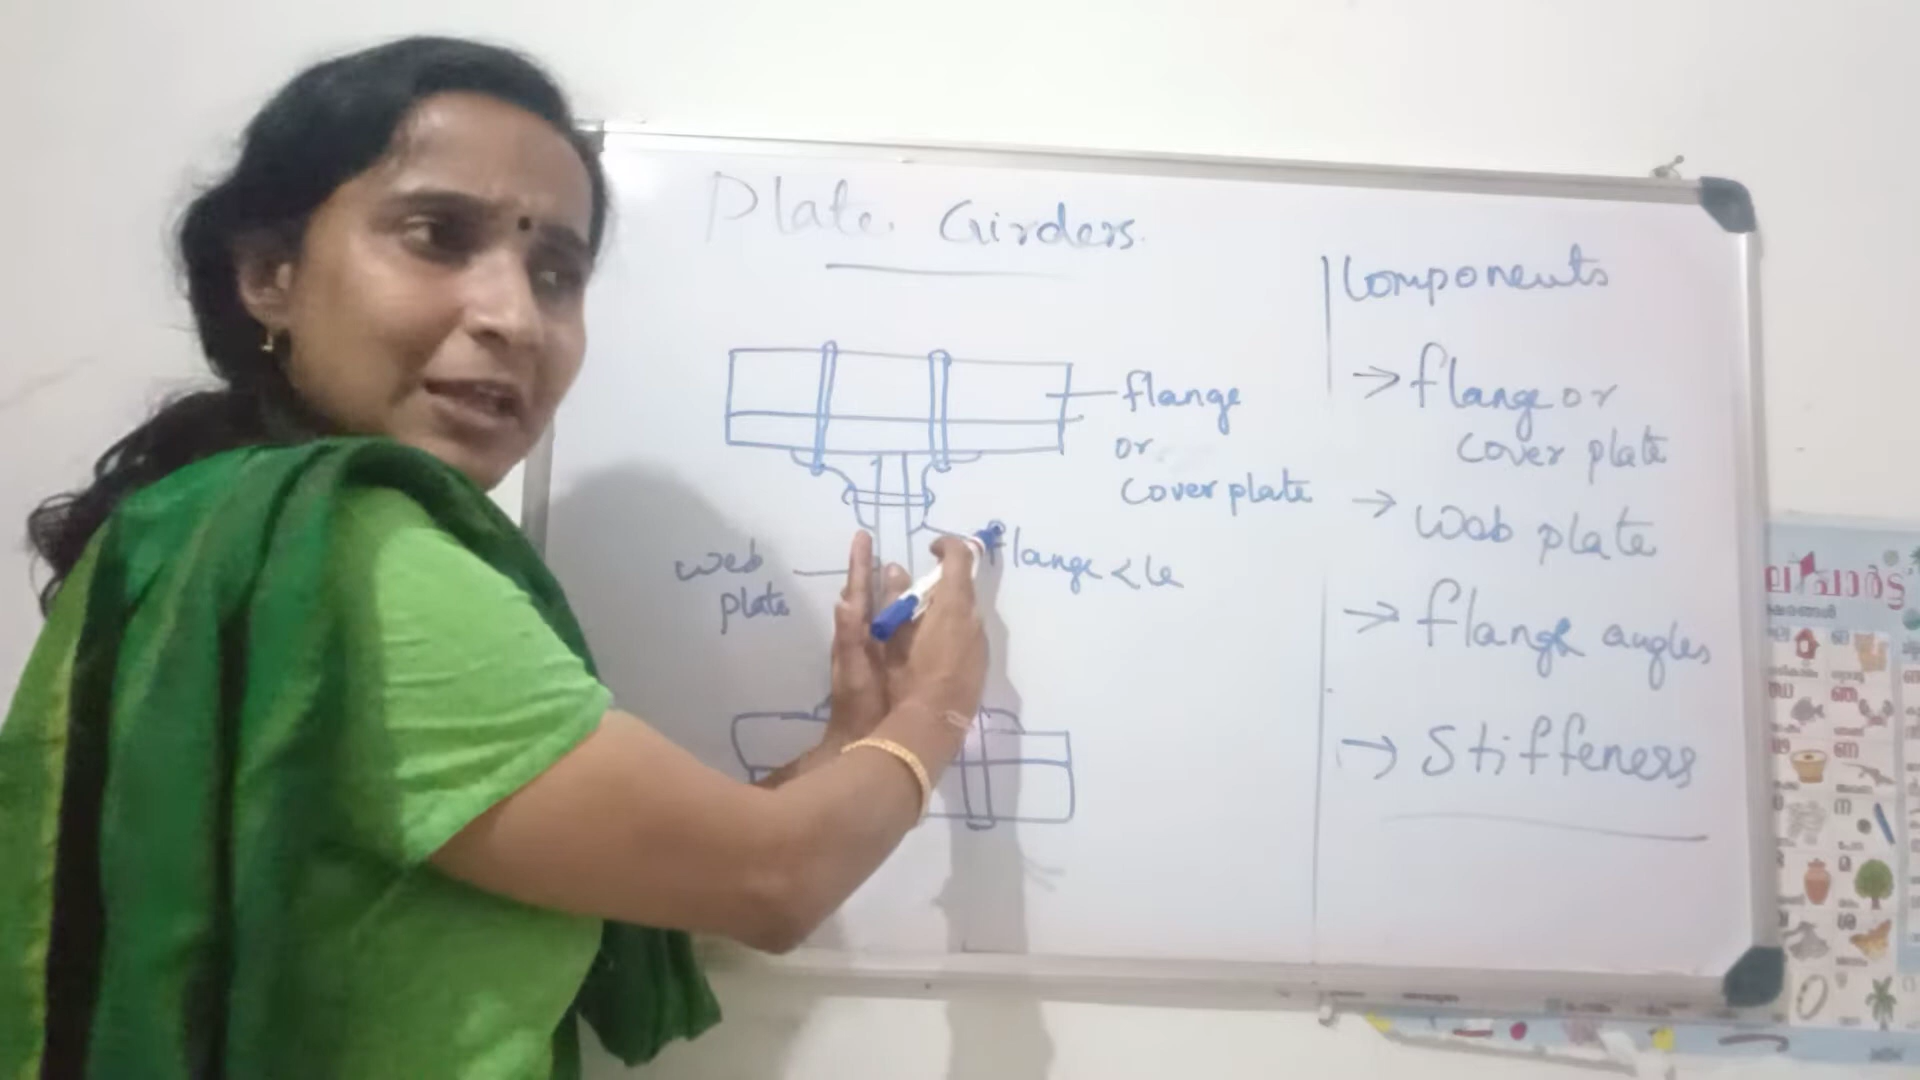 Plate Girders
flange
or
Cover plate
web
plate
flange <le
Components
→ flange or
cover plate
→ Web plate
→ flange angles
→ Stiffeness